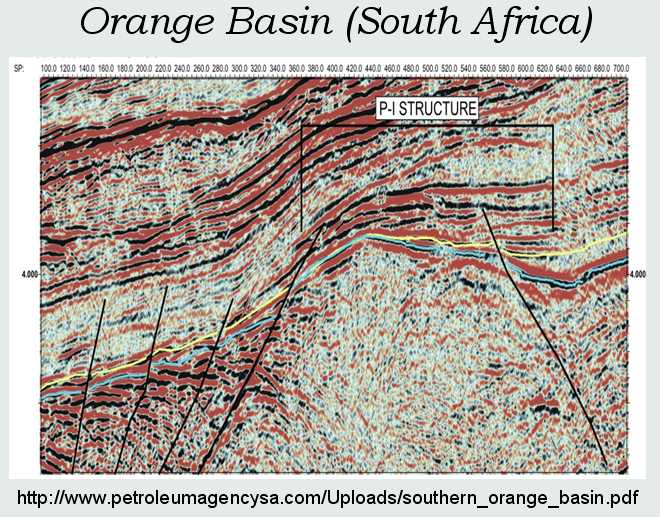 Orange Basin (South Africa)
SP: 100.0 120.0 140.0 160.0 180.0 200.0 220.0 240.0 260.0 280.0 300.0 320.0 340.0 360.0 380.0 400.0 420.0 440.0 460.0 480.0 500.0 520.0 540.0 560.0 580.0 600.0 620.0 640.0 660.0 680.0 700.0
P-I STRUCTURE
4.000 4.000
http://www.petroleumagencysa.com/Uploads/southern_orange_basin.pdf